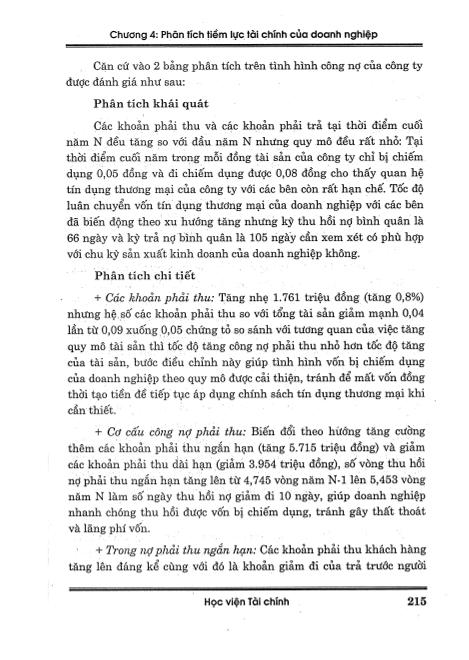 Chương 4: Phân tích tiềm lực tài chính của doanh nghiệp
Căn cứ vào 2 bảng phân tích trên tình hình công nợ của công ty
được đánh giá như sau:
Phân tích khái quát
Các khoản phải thu và các khoản phải trả tại thời điểm cuối
năm N đều tăng so với đầu năm N nhưng quy mô đều rất nhỏ: Tại
thời điểm cuối năm trong mỗi đồng tài sản của công ty chỉ bị chiếm
dụng 0,05 đồng và đi chiếm dụng được 0,08 đồng cho thấy quan hệ
tín dụng thương mại của công ty với các bên còn rất hạn chế. Tốc độ
luân chuyển vốn tín dụng thương mại của doanh nghiệp với các bên
đã biến động theo xu hướng tăng nhưng kỳ thu hồi nợ bình quân là
66 ngày và kỳ trả nợ bình quân là 105 ngày cần xem xét có phù hợp
với chu kỳ sản xuất kinh doanh của doanh nghiệp không.
Phân tích chi tiết
+ Các khoản phải thu: Tăng nhẹ 1.761 triệu đồng (tăng 0,8%)
nhưng hệ số các khoản phải thu so với tổng tài sản giảm mạnh 0,04
lần từ 0,09 xuống 0,05 chứng tỏ so sánh với tương quan của việc tăng
quy mô tài sản thì tốc độ tăng công nợ phải thu nhỏ hơn tốc độ tăng
của tài sản, bước điều chỉnh này giúp tình hình vốn bị chiếm dụng
của doanh nghiệp theo quy mô được cải thiện, tránh để mất vốn đồng
thời tạo tiền đề tiếp tục áp dụng chính sách tín dụng thương mại khi
cần thiết.
+ Cơ cấu công nợ phải thu: Biến đổi theo hướng tăng cường
thêm các khoản phải thu ngắn hạn (tăng 5.715 triệu đồng) và giảm
các khoản phải thu dài hạn (giảm 3.954 triệu đồng), số vòng thu hồi
nợ phải thu ngắn hạn tăng lên từ 4,745 vòng năm N-1 lên 5,453 vòng
năm N làm số ngày thu hồi nợ giảm đi 10 ngày, giúp doanh nghiệp
nhanh chóng thu hồi được vốn bị chiếm dụng, tránh gây thất thoát
và lãng phí vốn.
+ Trong nợ phải thu ngắn hạn: Các khoản phải thu khách hàng
tăng lên đáng kể cùng với đó là khoản giảm đi của trả trước người
Học viện Tài chính 215